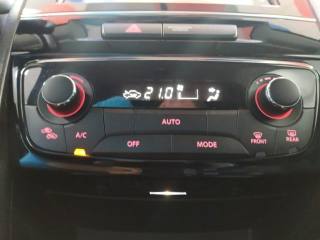 21.0
AUTO
A/C
OFF
MODE
FRONT
REAR